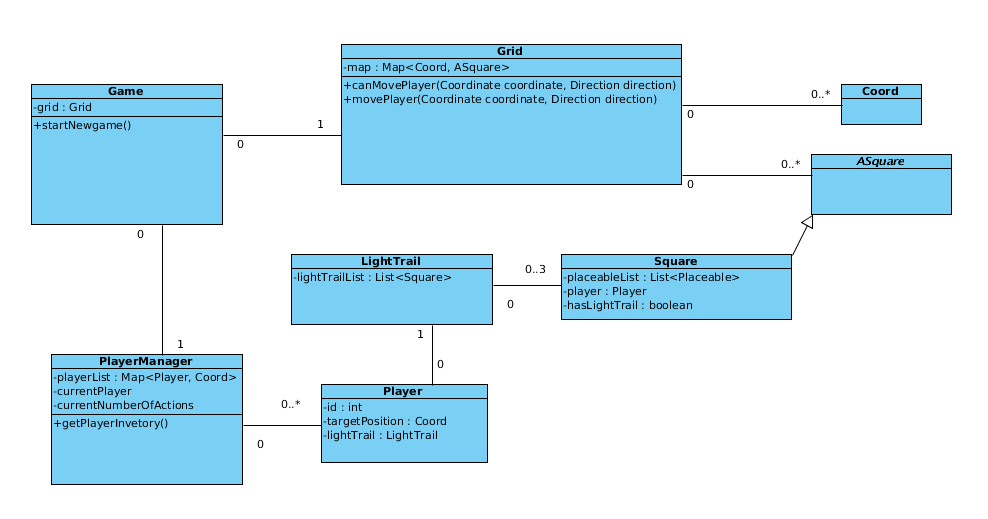 Grid
-map : Map<Coord, ASquare>
+canMovePlayer(Coordinate coordinate, Direction direction)
+movePlayer(Coordinate coordinate, Direction direction)
Game
-grid : Grid
+startNewgame()
1
0
0..*
0
Coord
0..*
0
ASquare
0
1
LightTrail
-lightTrailList : List<Square>
0..3
0
Square
-placeableList : List<Placeable>
-player : Player
-hasLightTrail : boolean
1
0
PlayerManager
-playerList : Map<Player, Coord>
-currentPlayer
-currentNumberOfActions
+getPlayerInvetory()
0..*
0
Player
-id : int
-targetPosition : Coord
-lightTrail : LightTrail